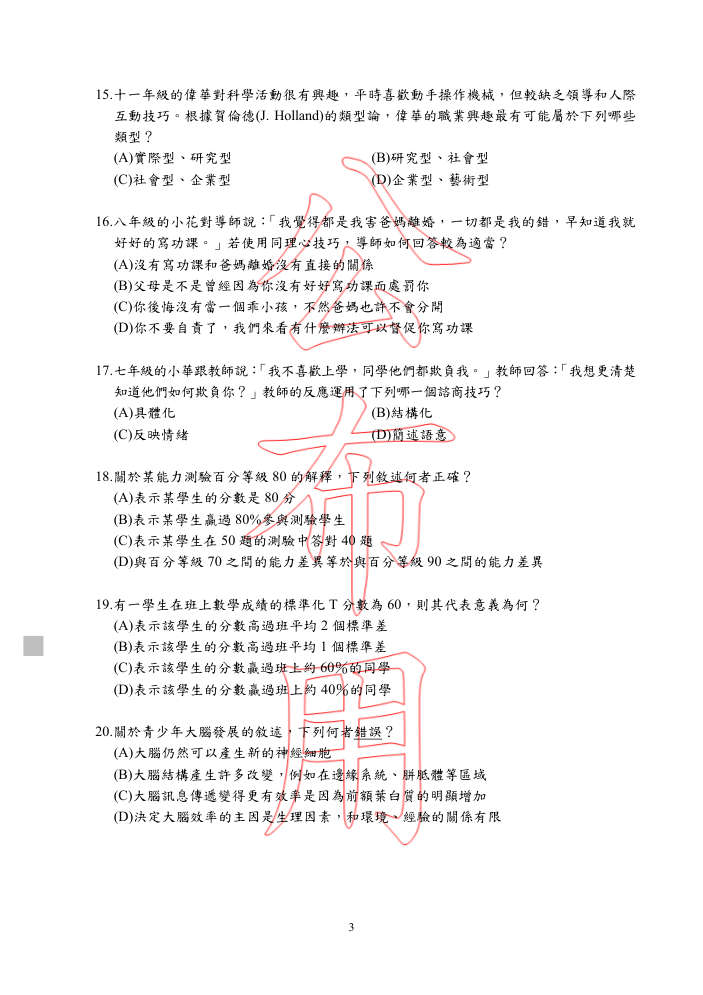 15.十一年級的偉華對科學活動很有興趣，平時喜歡動手操作機械，但較缺乏領導和人際
互動技巧。根據賀倫德(J. Holland)的類型論，偉華的職業興趣最有可能屬於下列哪些
類型？
(A)實際型、研究型 (B)研究型、社會型
(C)社會型、企業型 (D)企業型、藝術型
16.八年級的小花對導師說：「我覺得都是我害爸媽離婚，一切都是我的錯，早知道我就
好好的寫功課。」若使用同理心技巧，導師如何回答較為適當？
(A)沒有寫功課和爸媽離婚沒有直接的關係
(B)父母是不是曾經因為你沒有好好寫功課而處罰你
(C)你後悔沒有當一個乖小孩，不然爸媽也許不會分開
(D)你不要自責了，我們來看有什麼辦法可以督促你寫功課
17.七年級的小華跟教師說：「我不喜歡上學，同學他們都欺負我。」教師回答：「我想更清楚
知道他們如何欺負你？」教師的反應運用了下列哪一個諮商技巧？
(A)具體化 (B)結構化
(C)反映情緒 (D)簡述語意
18.關於某能力測驗百分等級 80 的解釋，下列敘述何者正確？
(A)表示某學生的分數是 80 分
(B)表示某學生贏過 80%參與測驗學生
(C)表示某學生在 50 題的測驗中答對 40 題
(D)與百分等級 70 之間的能力差異等於與百分等級 90 之間的能力差異
19.有一學生在班上數學成績的標準化 T 分數為 60，則其代表意義為何？
(A)表示該學生的分數高過班平均 2 個標準差
(B)表示該學生的分數高過班平均 1 個標準差
(C)表示該學生的分數贏過班上約 60%的同學
(D)表示該學生的分數贏過班上約 40%的同學
20.關於青少年大腦發展的敘述，下列何者錯誤？
(A)大腦仍然可以產生新的神經細胞
(B)大腦結構產生許多改變，例如在邊緣系統、胼胝體等區域
(C)大腦訊息傳遞變得更有效率是因為前額葉白質的明顯增加
(D)決定大腦效率的主因是生理因素，和環境、經驗的關係有限
公布用
3